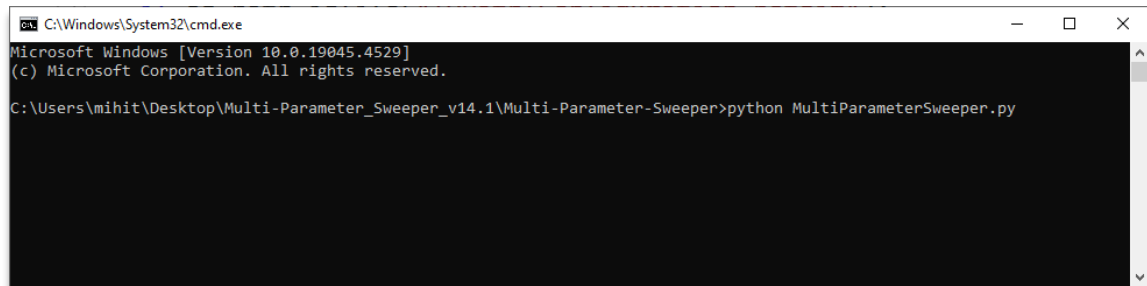 C:\Windows\System32\cmd.exe
Microsoft Windows [Version 10.0.19045.4529]
(c) Microsoft Corporation. All rights reserved.
C:\Users\mihit\Desktop\Multi-Parameter_Sweeper_v14.1\Multi-Parameter-Sweeper>python MultiParameterSweeper.py